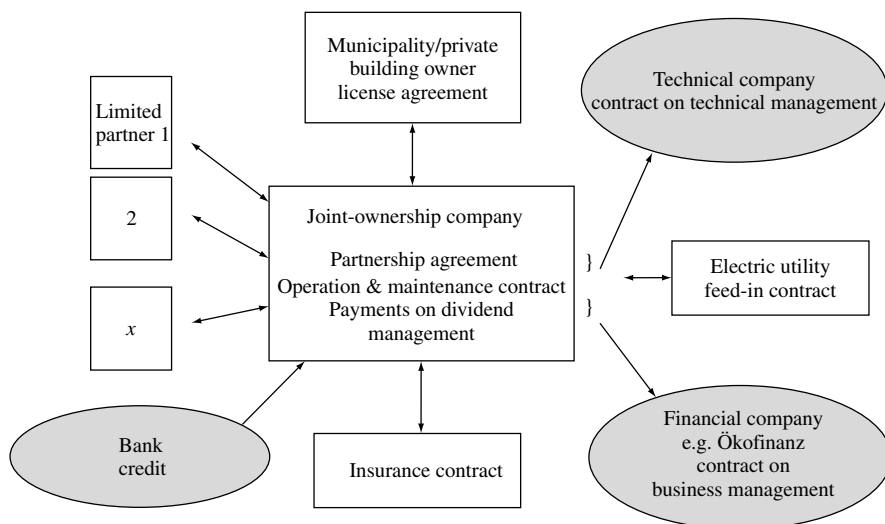 Municipality/private
building owner
license agreement
Technical company
contract on technical management
Limited
partner 1
2
x
Joint-ownership company
Partnership agreement
}
Operation & maintenance contract
Payments on dividend
}
management
Electric utility
feed-in contract
Bank
credit
Insurance contract
Financial company
e.g. Ökofinanz
contract on
business management